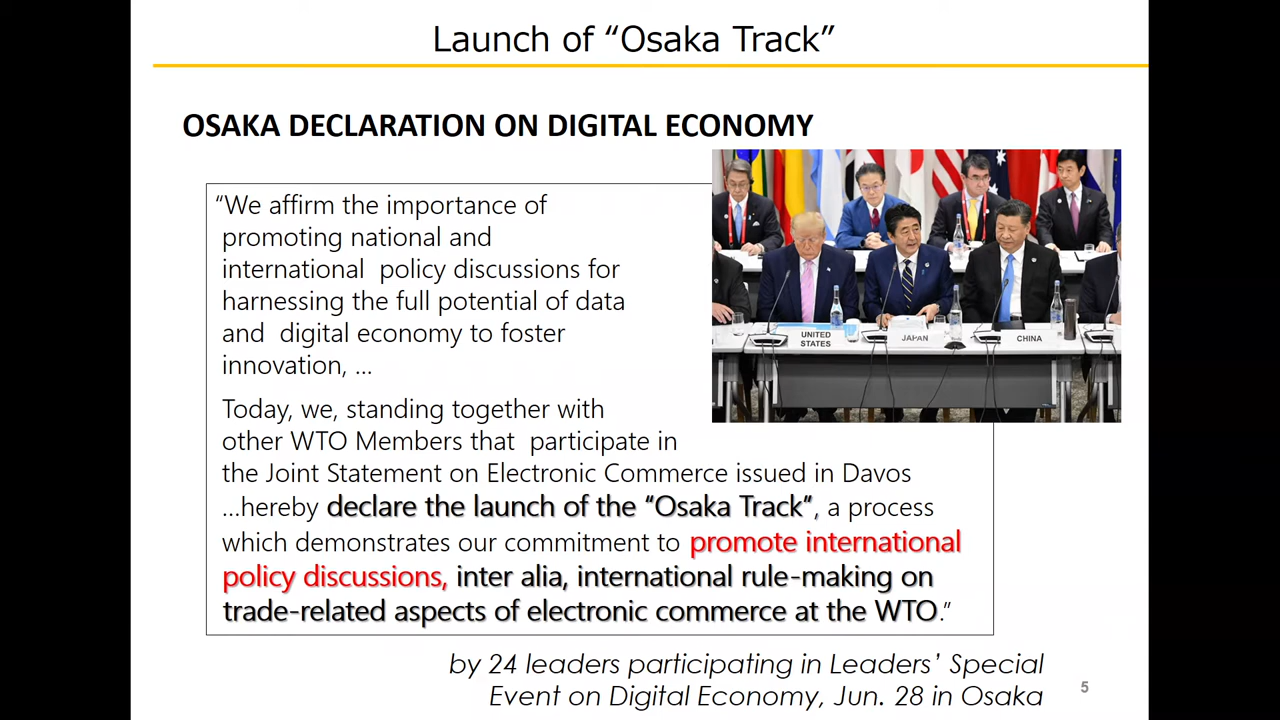 Launch of “Osaka Track”
OSAKA DECLARATION ON DIGITAL ECONOMY
“We affirm the importance of
promoting national and
international policy discussions for
harnessing the full potential of data
and digital economy to foster
innovation, ...
Today, we, standing together with
other WTO Members that participate in
the Joint Statement on Electronic Commerce issued in Davos
...hereby declare the launch of the “Osaka Track”, a process
which demonstrates our commitment to promote international
policy discussions, inter alia, international rule-making on
trade-related aspects of electronic commerce at the WTO.”
UNITED
STATES
JAPAN
CHINA
by 24 leaders participating in Leaders’ Special
Event on Digital Economy, Jun. 28 in Osaka
5